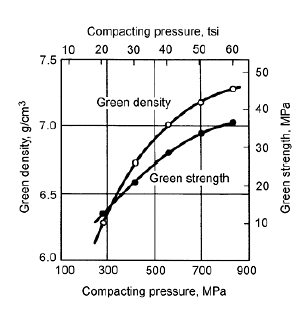 Compacting pressure, tsi
10 20 30 40 50 60
7.5
7.0
6.5
6.0
Green density, g/cm³
Green density
Green strength
50
40
30
20
10
Green strength, MPa
100 300 500 700 900
Compacting pressure, MPa